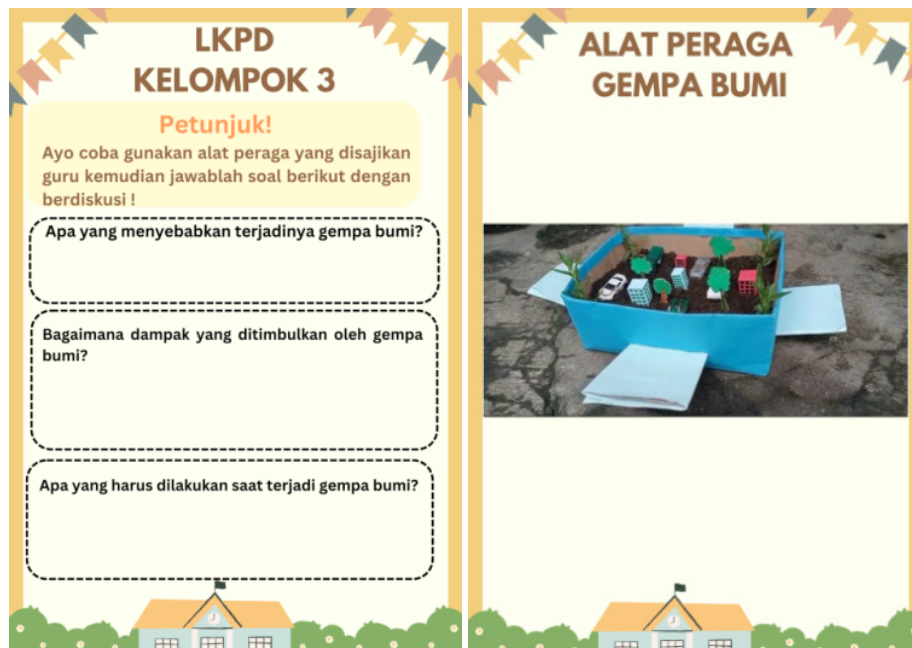 LKPD
KELOMPOK 3
Petunjuk!
Ayo coba gunakan alat peraga yang disajikan
guru kemudian jawablah soal berikut dengan
berdiskusi !
Apa yang menyebabkan terjadinya gempa bumi?
Bagaimana dampak yang ditimbulkan oleh gempa
bumi?
Apa yang harus dilakukan saat terjadi gempa bumi?
ALAT PERAGA
GEMPA BUMI